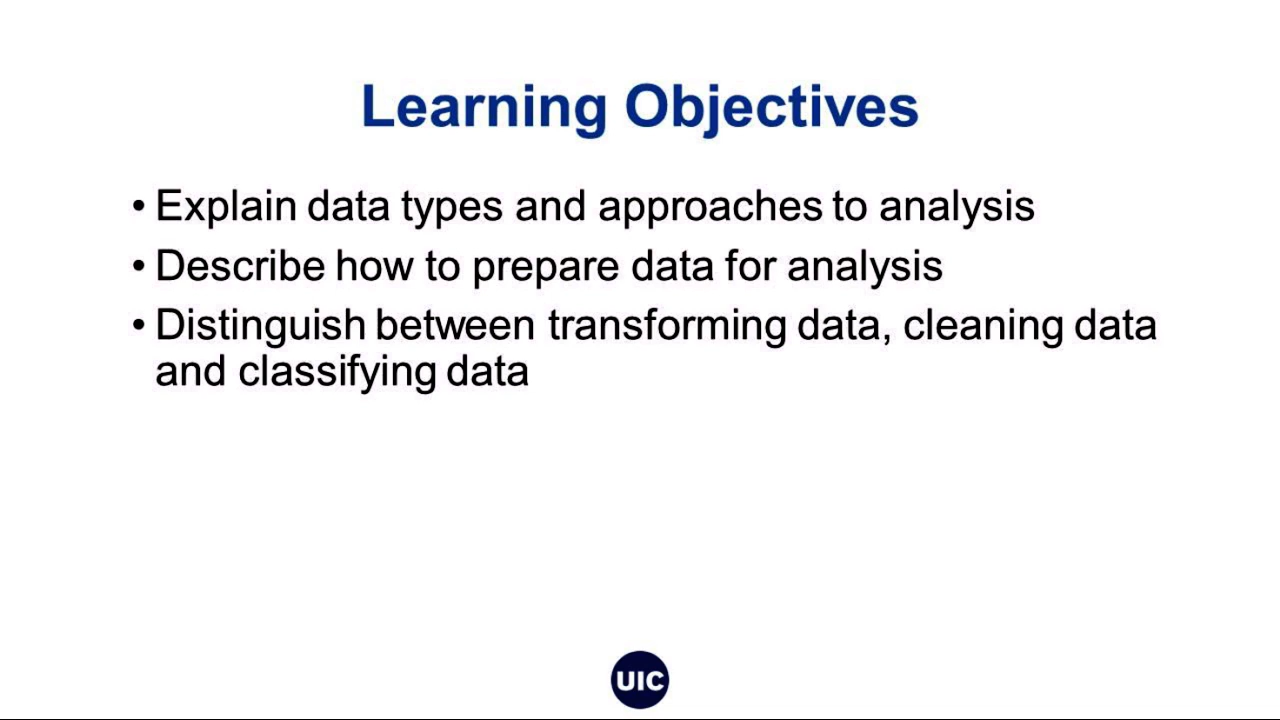 Learning Objectives
• Explain data types and approaches to analysis
• Describe how to prepare data for analysis
• Distinguish between transforming data, cleaning data
and classifying data
UIC